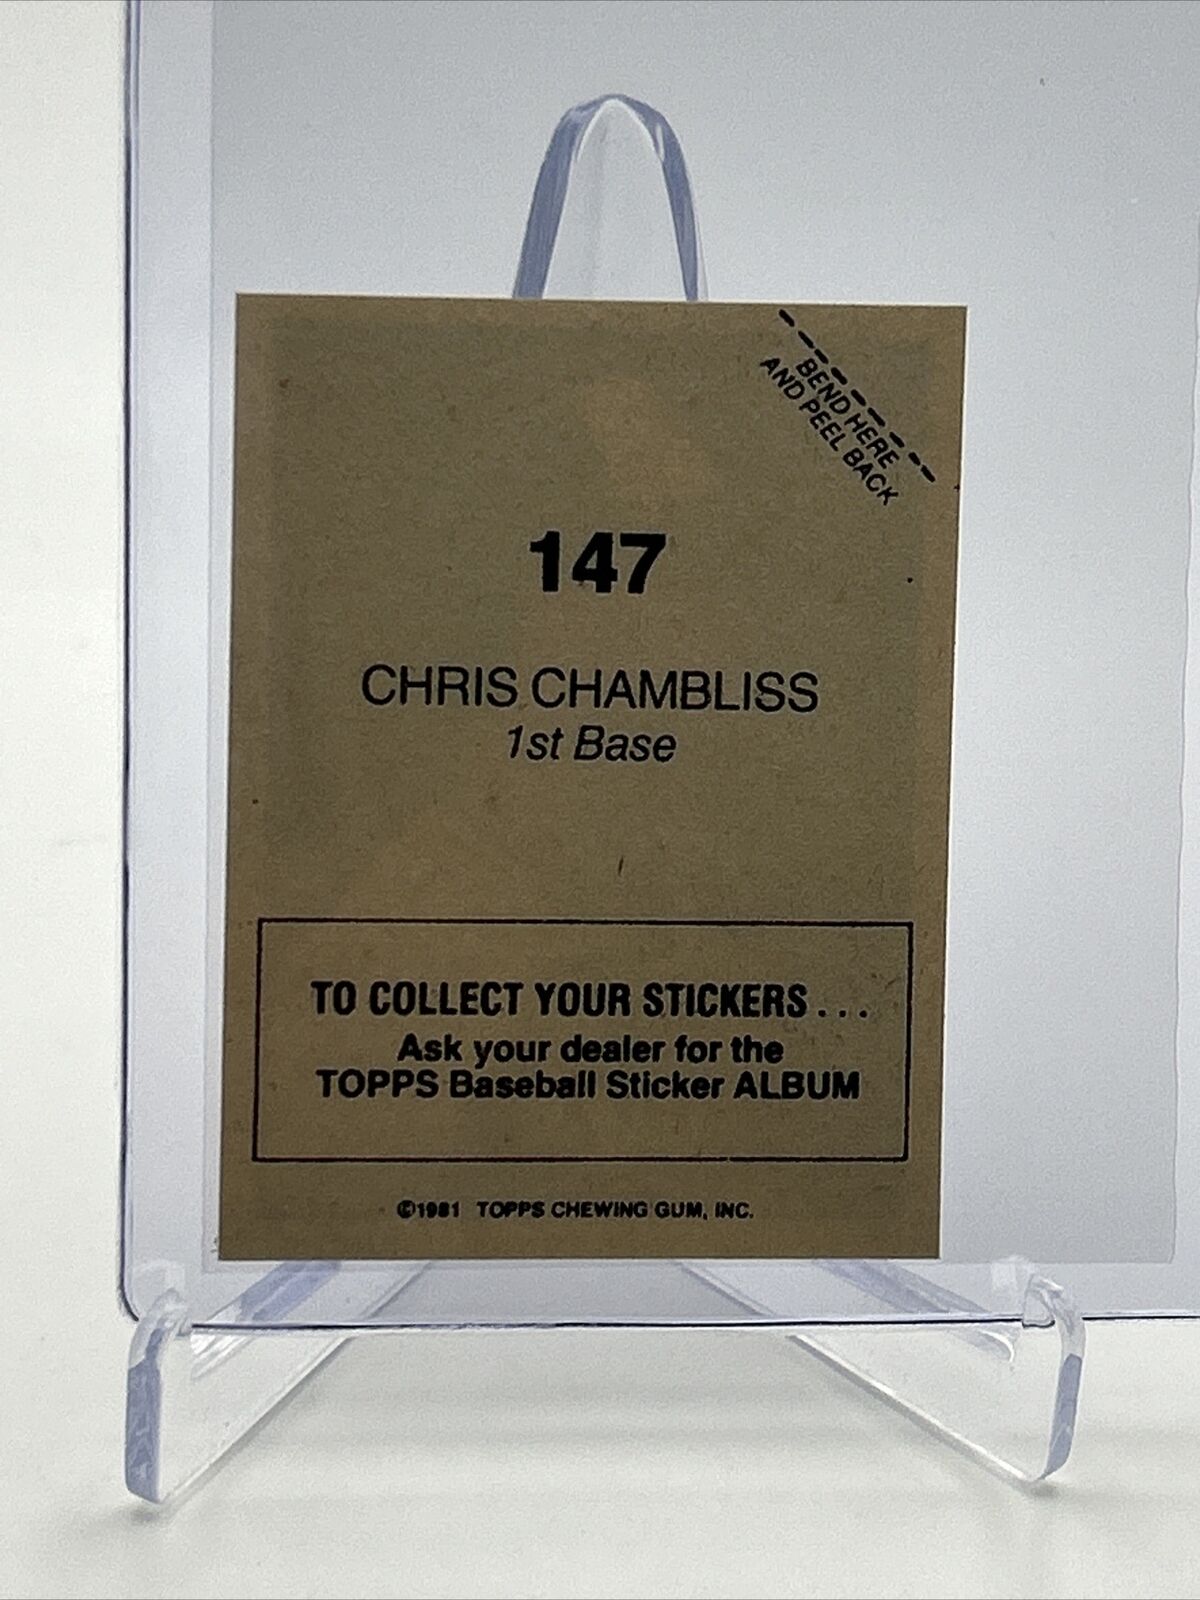 BEND HERE
AND PEEL BACK
147
CHRIS CHAMBLISS
1st Base
TO COLLECT YOUR STICKERS . . .
Ask your dealer for the
TOPPS Baseball Sticker ALBUM
©1981 TOPPS CHEWING GUM, INC.